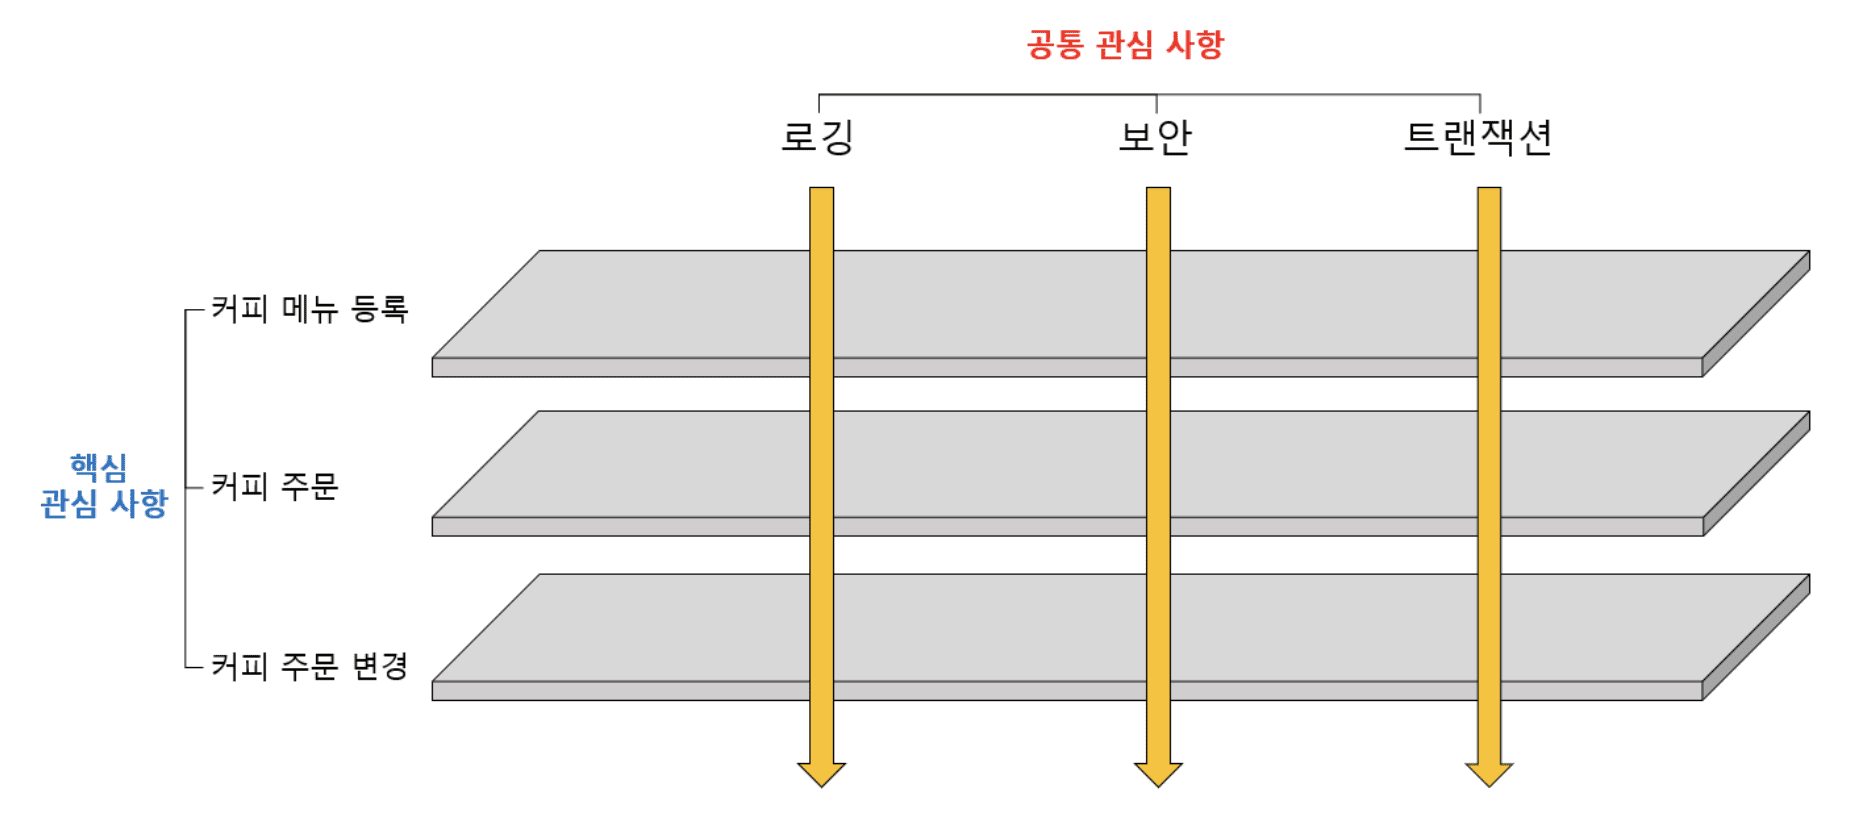 공통 관심 사항
로깅 보안 트랜잭션
커피 메뉴 등록
핵심
관심 사항
커피 주문
커피 주문 변경